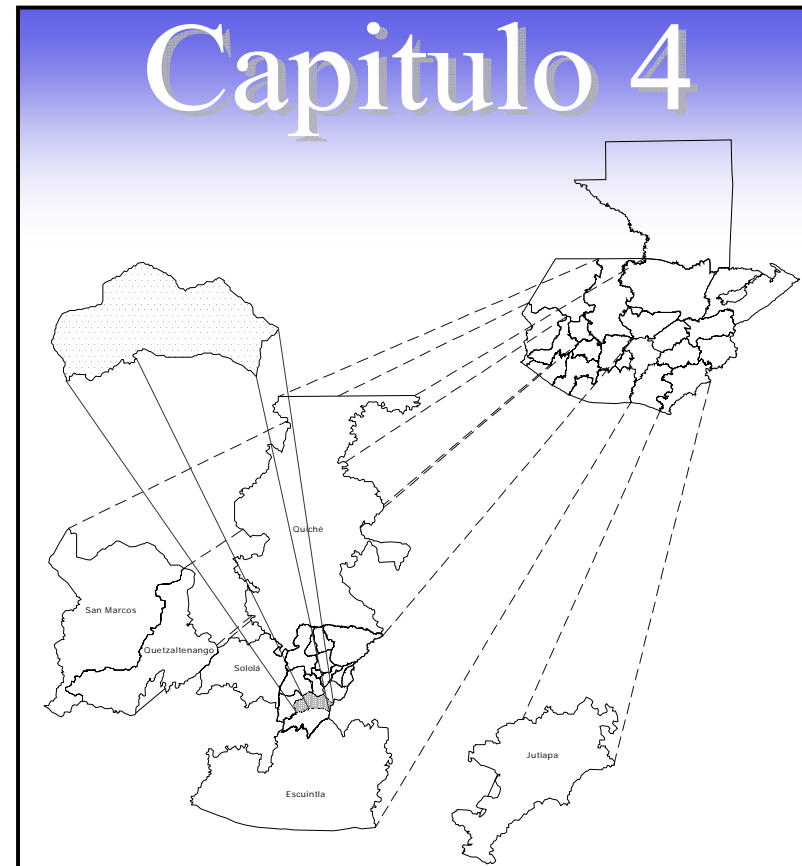 Capitulo 4
Quiché
San Marcos
Quetzaltenango
Sololá
Jutiapa
Escuintla